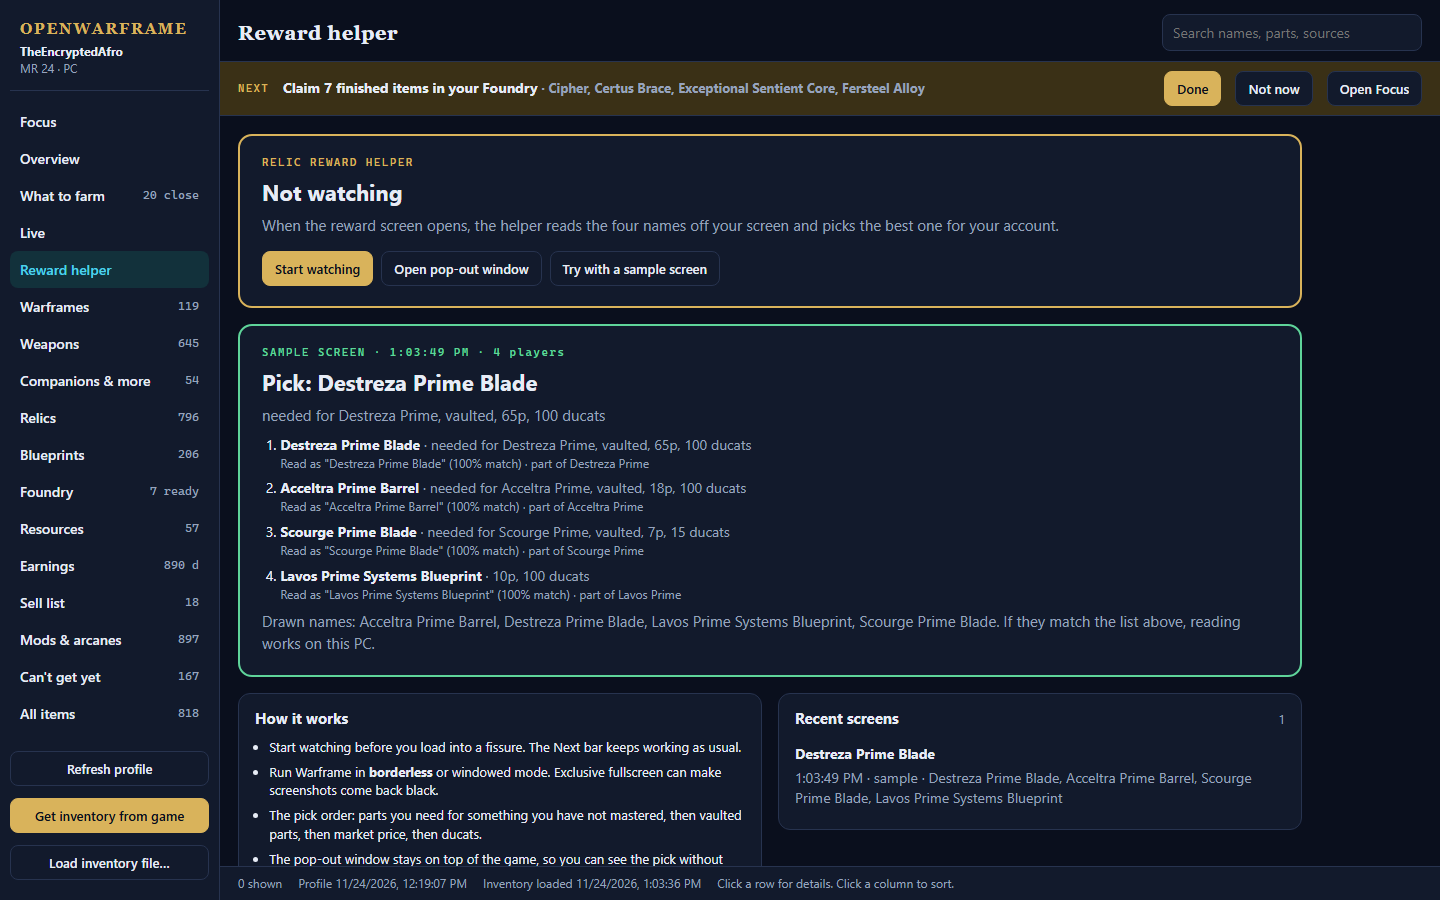 OPENWARFRAME
TheEncryptedAfro
MR 24 · PC
Focus
Overview
What to farm 20 close
Live
Reward helper
Warframes 119
Weapons 645
Companions & more 54
Relics 796
Blueprints 206
Foundry 7 ready
Resources 57
Earnings 890 d
Sell list 18
Mods & arcanes 897
Can't get yet 167
All items 818
Refresh profile
Get inventory from game
Load inventory file...
Reward helper
Search names, parts, sources
NEXT Claim 7 finished items in your Foundry · Cipher, Certus Brace, Exceptional Sentient Core, Fersteel Alloy
Done Not now Open Focus
RELIC REWARD HELPER
Not watching
When the reward screen opens, the helper reads the four names off your screen and picks the best one for your account.
Start watching Open pop-out window Try with a sample screen
SAMPLE SCREEN · 1:03:49 PM · 4 players
Pick: Destreza Prime Blade
needed for Destreza Prime, vaulted, 65p, 100 ducats
1. Destreza Prime Blade · needed for Destreza Prime, vaulted, 65p, 100 ducats
Read as "Destreza Prime Blade" (100% match) · part of Destreza Prime
2. Acceltra Prime Barrel · needed for Acceltra Prime, vaulted, 18p, 100 ducats
Read as "Acceltra Prime Barrel" (100% match) · part of Acceltra Prime
3. Scourge Prime Blade · needed for Scourge Prime, vaulted, 7p, 15 ducats
Read as "Scourge Prime Blade" (100% match) · part of Scourge Prime
4. Lavos Prime Systems Blueprint · 10p, 100 ducats
Read as "Lavos Prime Systems Blueprint" (100% match) · part of Lavos Prime
Drawn names: Acceltra Prime Barrel, Destreza Prime Blade, Lavos Prime Systems Blueprint, Scourge Prime Blade. If they match the list above, reading
works on this PC.
How it works
• Start watching before you load into a fissure. The Next bar keeps working as usual.
• Run Warframe in borderless or windowed mode. Exclusive fullscreen can make
screenshots come back black.
• The pick order: parts you need for something you have not mastered, then vaulted
parts, then market price, then ducats.
• The pop-out window stays on top of the game, so you can see the pick without
Recent screens 1
Destreza Prime Blade
1:03:49 PM · sample · Destreza Prime Blade, Acceltra Prime Barrel, Scourge
Prime Blade, Lavos Prime Systems Blueprint
0 shown Profile 11/24/2026, 12:19:07 PM Inventory loaded 11/24/2026, 1:03:36 PM Click a row for details. Click a column to sort.